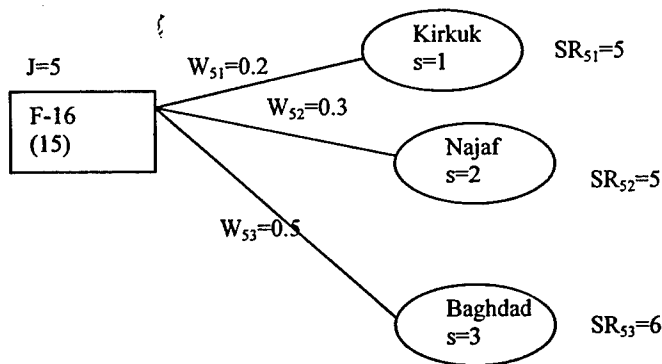 J=5
F-16
(15)
W₅₁=0.2
Kirkuk
s=1
SR₅₁=5
W₅₂=0.3
Najaf
s=2
SR₅₂=5
W₅₃=0.5
Baghdad
s=3
SR₅₃=6